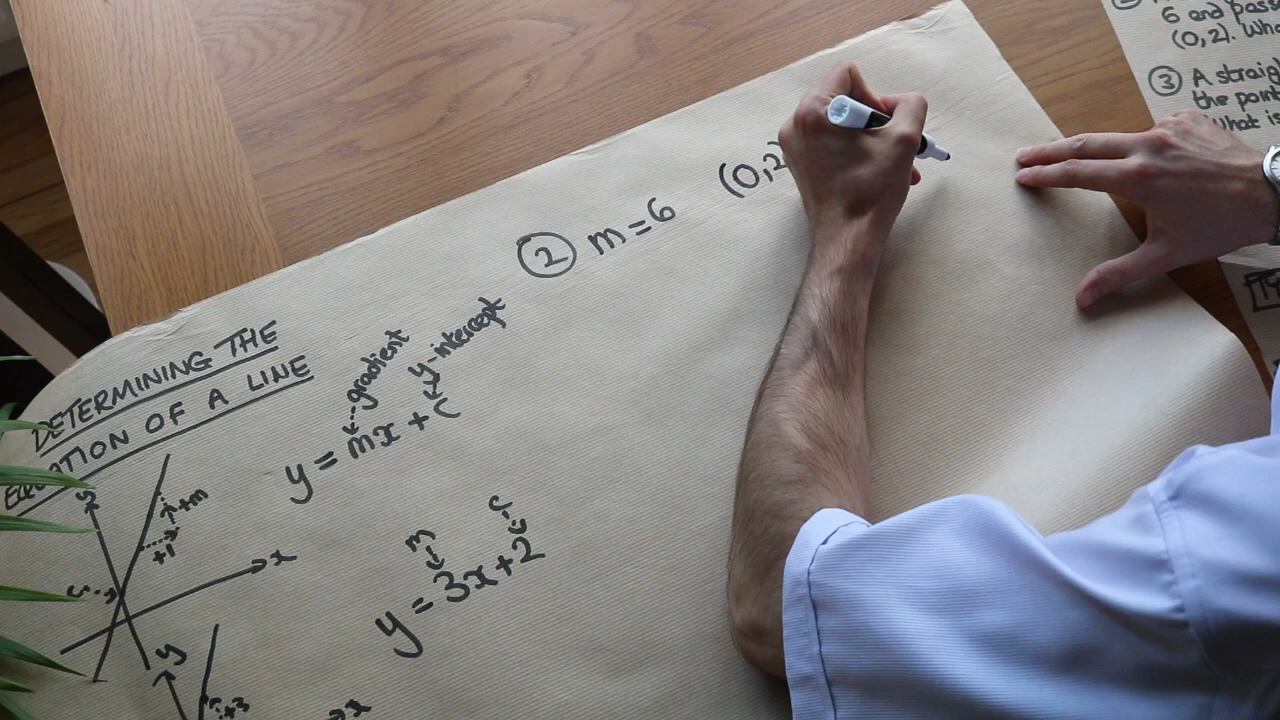 DETERMINING THE
EQUATION OF A LINE
y = mx + c
gradient
y-intercept
c
+1
+m
x
y
y = 3x+2
m
c
y
+3
x
② m = 6 (0,2
6 and pass
(0,2).
③ A straig
the point
What is